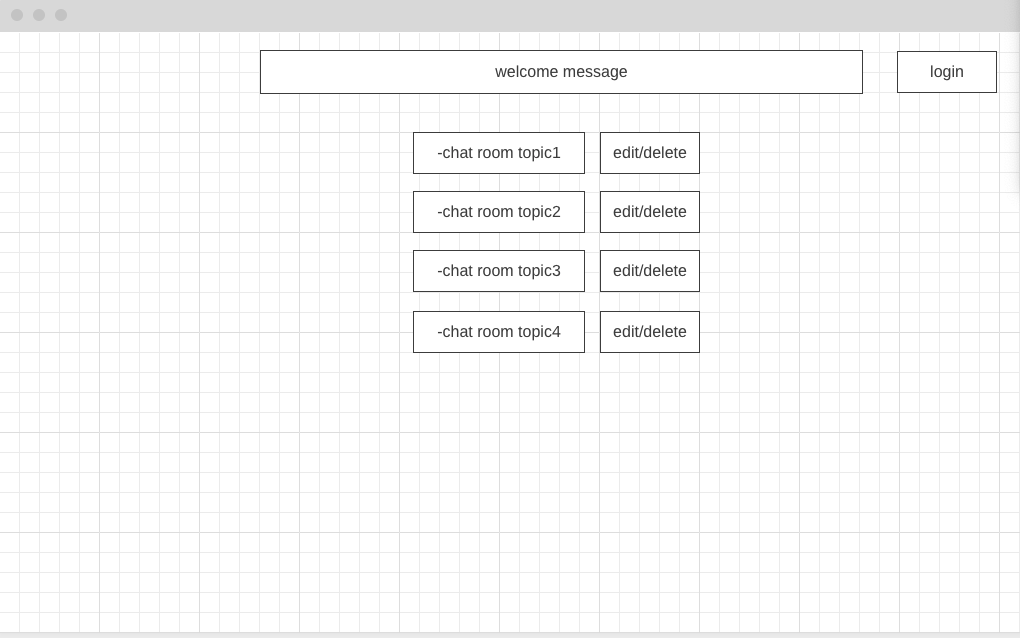 welcome message
login
-chat room topic1
edit/delete
-chat room topic2
edit/delete
-chat room topic3
edit/delete
-chat room topic4
edit/delete